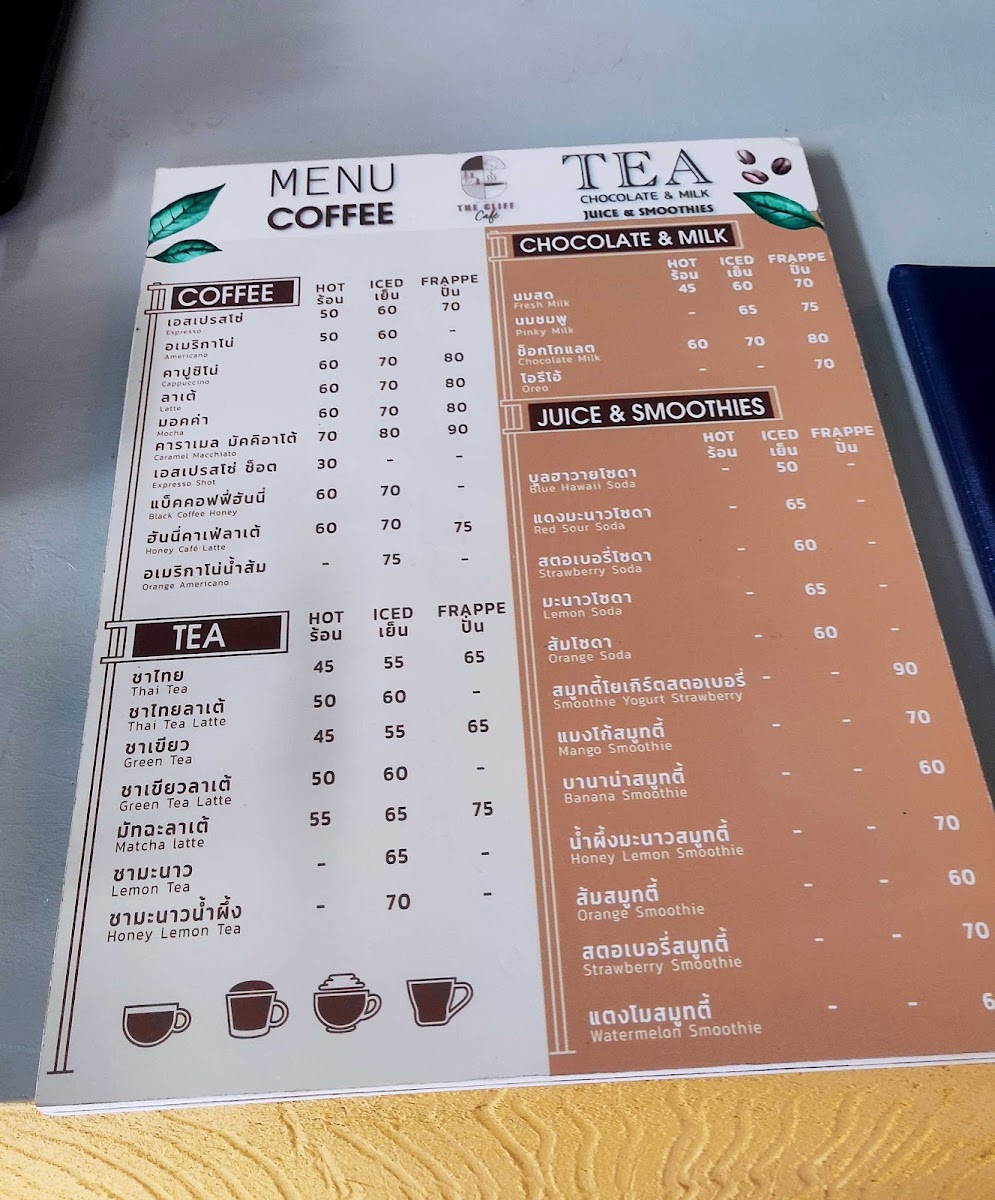 MENU
COFFEE
THE CLIFF
Café
TEA
CHOCOLATE & MILK
JUICE & SMOOTHIES
COFFEE HOT ICED FRAPPE
ร้อน เย็น ปั่น
เอสเปรสโซ่ 50 60 70
Espresso
อเมริกาโน่ 50 60 -
Americano
คาปูชิโน่ 60 70 80
Cappuccino
ลาเต้ 60 70 80
Latte
มอคค่า 60 70 80
Mocha
คาราเมล มัคคิอาโต้ 70 80 90
Caramel Macchiato
เอสเปรสโซ่ ช็อต 30 - -
Espresso Shot
แบ็คคอฟฟี่ฮันนี่ 60 70 -
Black Coffee Honey
ฮันนี่คาเฟ่ลาเต้ 60 70 75
Honey Café Latte
อเมริกาโน่น้ำส้ม - 75 -
Orange Americano
TEA HOT ICED FRAPPE
ร้อน เย็น ปั่น
ชาไทย 45 55 65
Thai Tea
ชาไทยลาเต้ 50 60 -
Thai Tea Latte
ชาเขียว 45 55 65
Green Tea
ชาเขียวลาเต้ 50 60 -
Green Tea Latte
มัทฉะลาเต้ 55 65 75
Matcha latte
ชามะนาว - 65 -
Lemon Tea
ชามะนาวน้ำผึ้ง - 70 -
Honey Lemon Tea
CHOCOLATE & MILK
HOT ICED FRAPPE
ร้อน เย็น ปั่น
นมสด 45 60 70
Fresh Milk
นมชมพู - 65 75
Pinky Milk
ช็อกโกแลต 60 70 80
Chocolate Milk
โอรีโอ้ - - 70
Oreo
JUICE & SMOOTHIES
HOT ICED FRAPPE
ร้อน เย็น ปั่น
บูลฮาวายโซดา - 50 -
Blue Hawaii Soda
แดงมะนาวโซดา - 65 -
Red Sour Soda
สตอเบอรี่โซดา - 60 -
Strawberry Soda
มะนาวโซดา - 65 -
Lemon Soda
ส้มโซดา - 60 -
Orange Soda
สมูทตี้โยเกิร์ตสตอเบอรี่ - - 90
Smoothie Yogurt Strawberry
แมงโก้สมูทตี้ - - 70
Mango Smoothie
บานาน่าสมูทตี้ - - 60
Banana Smoothie
น้ำผึ้งมะนาวสมูทตี้ - - 70
Honey Lemon Smoothie
ส้มสมูทตี้ - - 60
Orange Smoothie
สตอเบอรี่สมูทตี้ - - 70
Strawberry Smoothie
แตงโมสมูทตี้ - -
Watermelon Smoothie